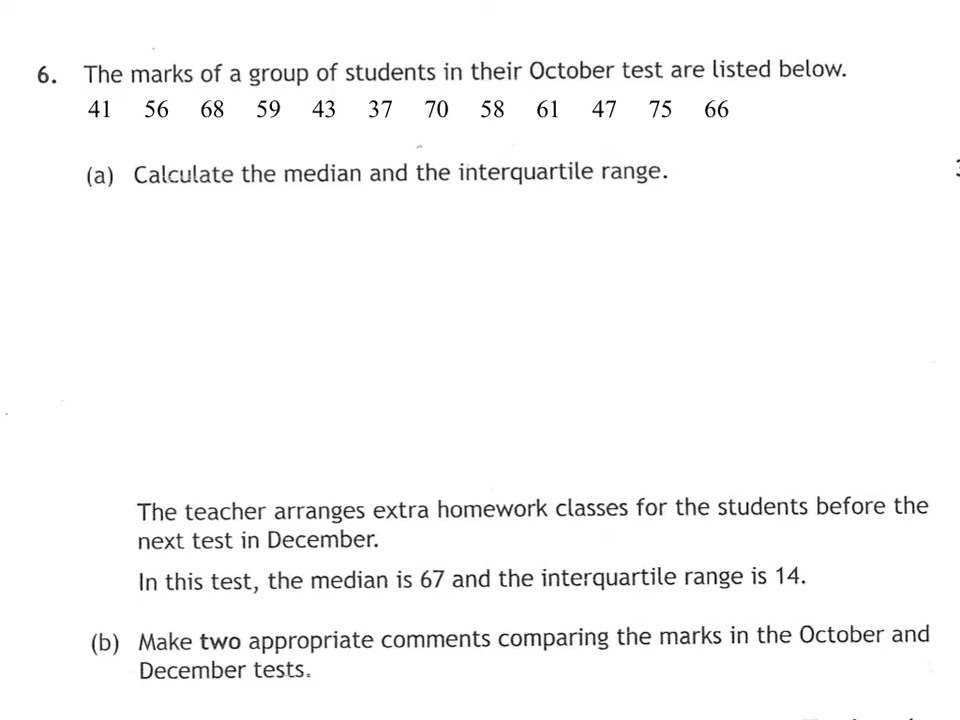 6. The marks of a group of students in their October test are listed below.
41 56 68 59 43 37 70 58 61 47 75 66
(a) Calculate the median and the interquartile range.
The teacher arranges extra homework classes for the students before the
next test in December.
In this test, the median is 67 and the interquartile range is 14.
(b) Make two appropriate comments comparing the marks in the October and
December tests.